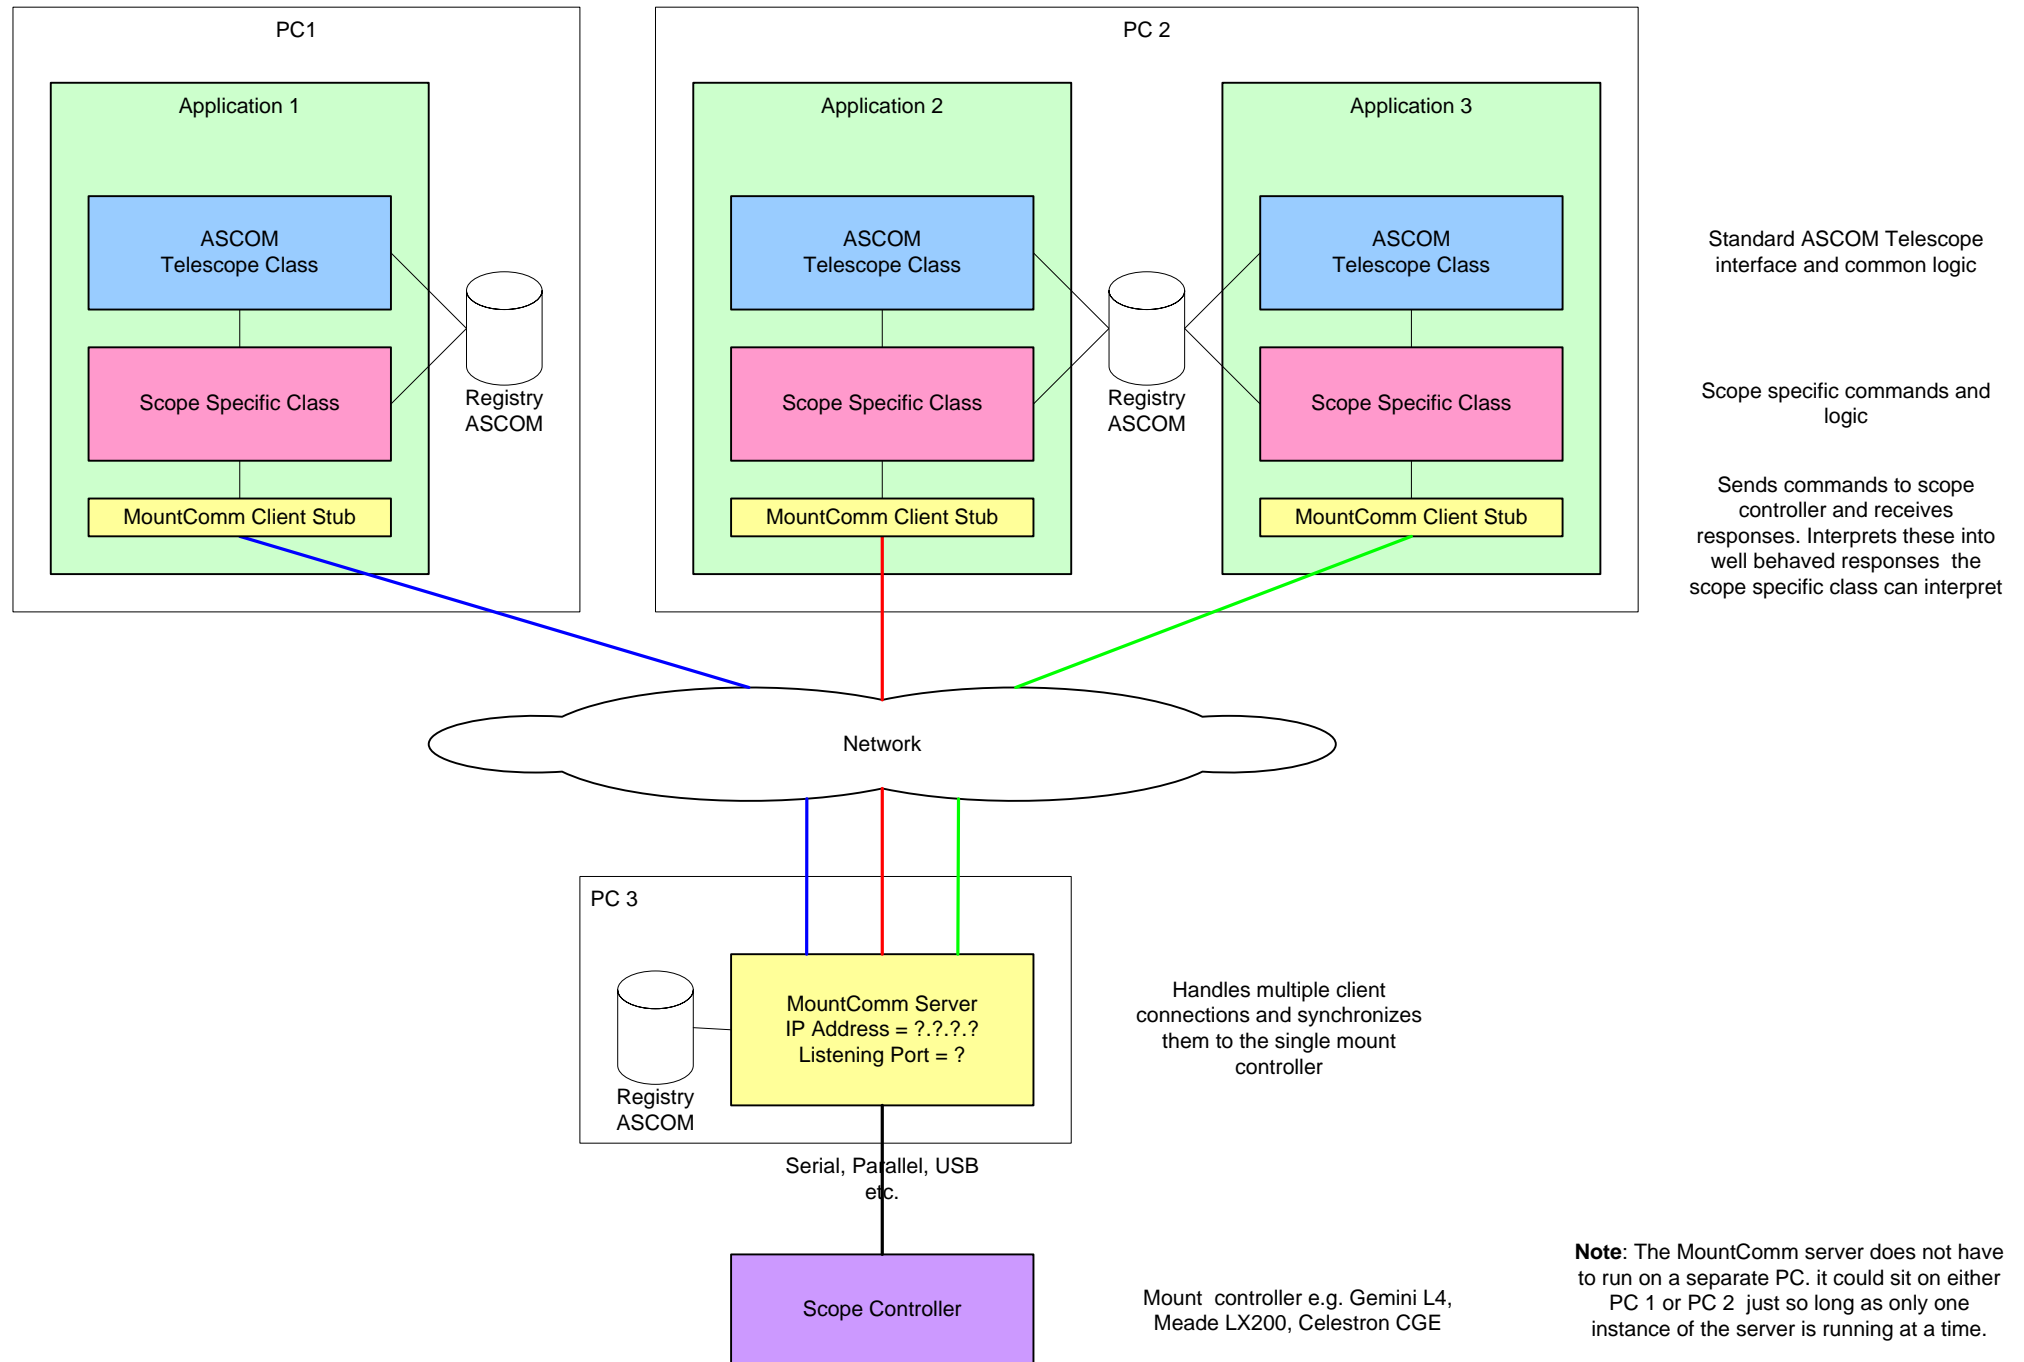 PC1
Application 1
ASCOM
Telescope Class
Scope Specific Class
MountComm Client Stub
Registry
ASCOM
PC 2
Application 2
ASCOM
Telescope Class
Scope Specific Class
MountComm Client Stub
Registry
ASCOM
Application 3
ASCOM
Telescope Class
Scope Specific Class
MountComm Client Stub
Standard ASCOM Telescope
interface and common logic
Scope specific commands and
logic
Sends commands to scope
controller and receives
responses. Interprets these into
well behaved responses  the
scope specific class can interpret
Network
PC 3
MountComm Server
IP Address = ?.?.?.?
Listening Port = ?
Registry
ASCOM
Handles multiple client
connections and synchronizes
them to the single mount
controller
Serial, Parallel, USB
etc.
Scope Controller
Mount  controller e.g. Gemini L4,
Meade LX200, Celestron CGE
Note: The MountComm server does not have
to run on a separate PC. it could sit on either
PC 1 or PC 2  just so long as only one
instance of the server is running at a time.